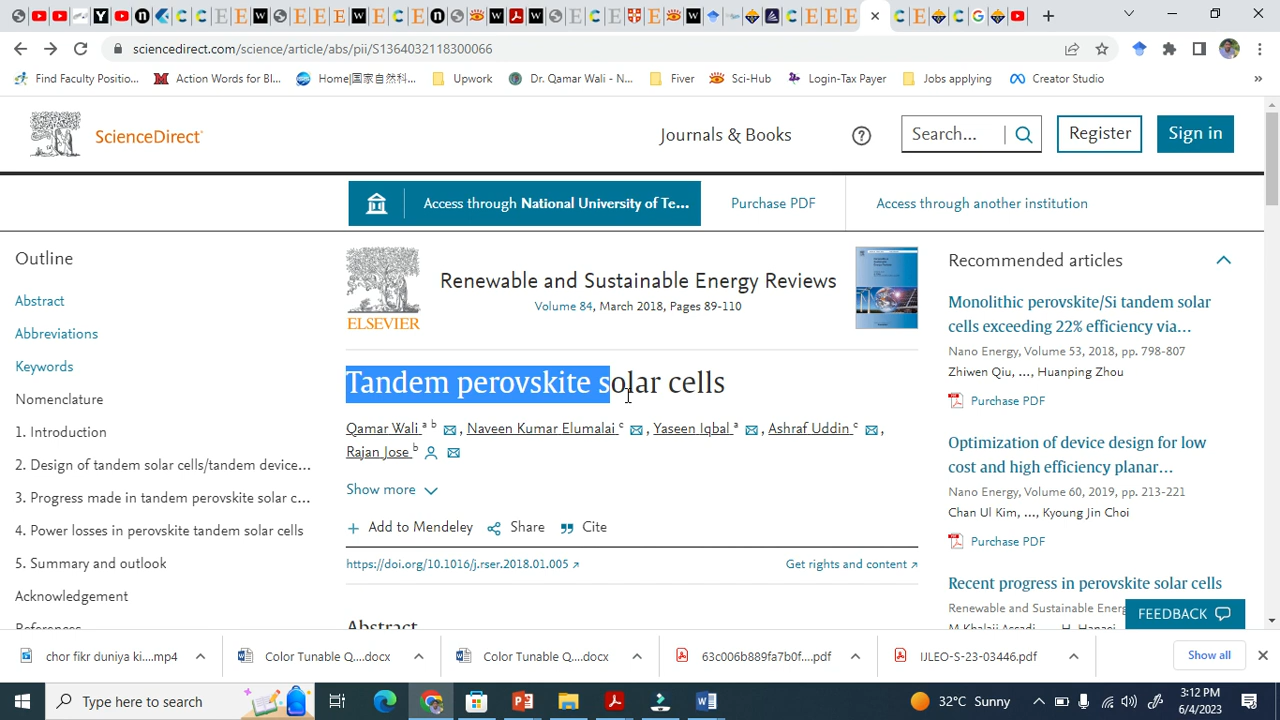 sciencedirect.com/science/article/abs/pii/S1364032118300066
Find Faculty Positio...
Action Words for Bl...
Home|国家自然科...
Upwork
Dr. Qamar Wali - N...
Fiver
Sci-Hub
Login-Tax Payer
Jobs applying
Creator Studio
»
ScienceDirect
Journals & Books
Search...
Register
Sign in
Access through National University of Te...
Purchase PDF
Access through another institution
Outline
Abstract
Abbreviations
Keywords
Nomenclature
1. Introduction
2. Design of tandem solar cells/tandem device...
3. Progress made in tandem perovskite solar c...
4. Power losses in perovskite tandem solar cells
5. Summary and outlook
Acknowledgement
References
ELSEVIER
Renewable and Sustainable Energy Reviews
Volume 84, March 2018, Pages 89-110
Tandem perovskite solar cells
Qamar Wali a b, Naveen Kumar Elumalai c, Yaseen Iqbal a, Ashraf Uddin c,
Rajan Jose b
Show more
+ Add to Mendeley Share Cite
https://doi.org/10.1016/j.rser.2018.01.005
Get rights and content
Abstract
Recommended articles
Monolithic perovskite/Si tandem solar
cells exceeding 22% efficiency via...
Nano Energy, Volume 53, 2018, pp. 798-807
Zhiwen Qiu, ..., Huanping Zhou
Purchase PDF
Optimization of device design for low
cost and high efficiency planar...
Nano Energy, Volume 60, 2019, pp. 213-221
Chan Ul Kim, ..., Kyoung Jin Choi
Purchase PDF
Recent progress in perovskite solar cells
Renewable and Sustainable Energ
FEEDBACK
chor fikr duniya ki....mp4
Color Tunable Q....docx
Color Tunable Q....docx
63c006b889fa7b0f....pdf
IJLEO-S-23-03446.pdf
Show all
Type here to search
32°C Sunny
3:12 PM
6/4/2023